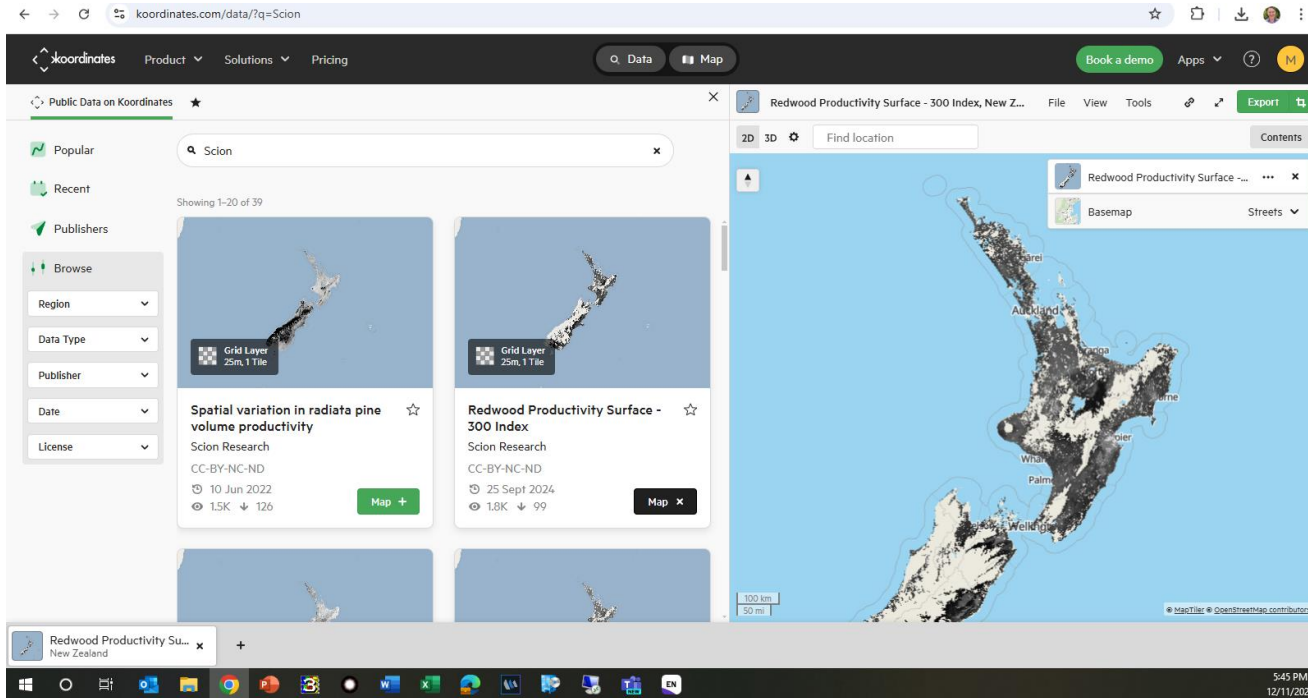 koordinates.com/data/?q=Scion
koordinates
Product
Solutions
Pricing
Data
Map
Book a demo
Apps
?
M
Public Data on Koordinates
Popular
Recent
Publishers
Browse
Region
Data Type
Publisher
Date
License
Scion
Showing 1–20 of 39
Grid Layer
25m, 1 Tile
Spatial variation in radiata pine
volume productivity
Scion Research
CC-BY-NC-ND
10 Jun 2022
1.5K 126
Map +
Grid Layer
25m, 1 Tile
Redwood Productivity Surface -
300 Index
Scion Research
CC-BY-NC-ND
25 Sept 2024
1.8K 99
Map ×
Redwood Productivity Surface - 300 Index, New Z...
File
View
Tools
Export
2D 3D
Find location
Contents
Redwood Productivity Surface -...
Basemap
Streets
Auckland
Palm
100 km
50 mi
© MapTiler © OpenStreetMap contributors
Redwood Productivity Su...
New Zealand
EN
5:45 PM
12/11/202